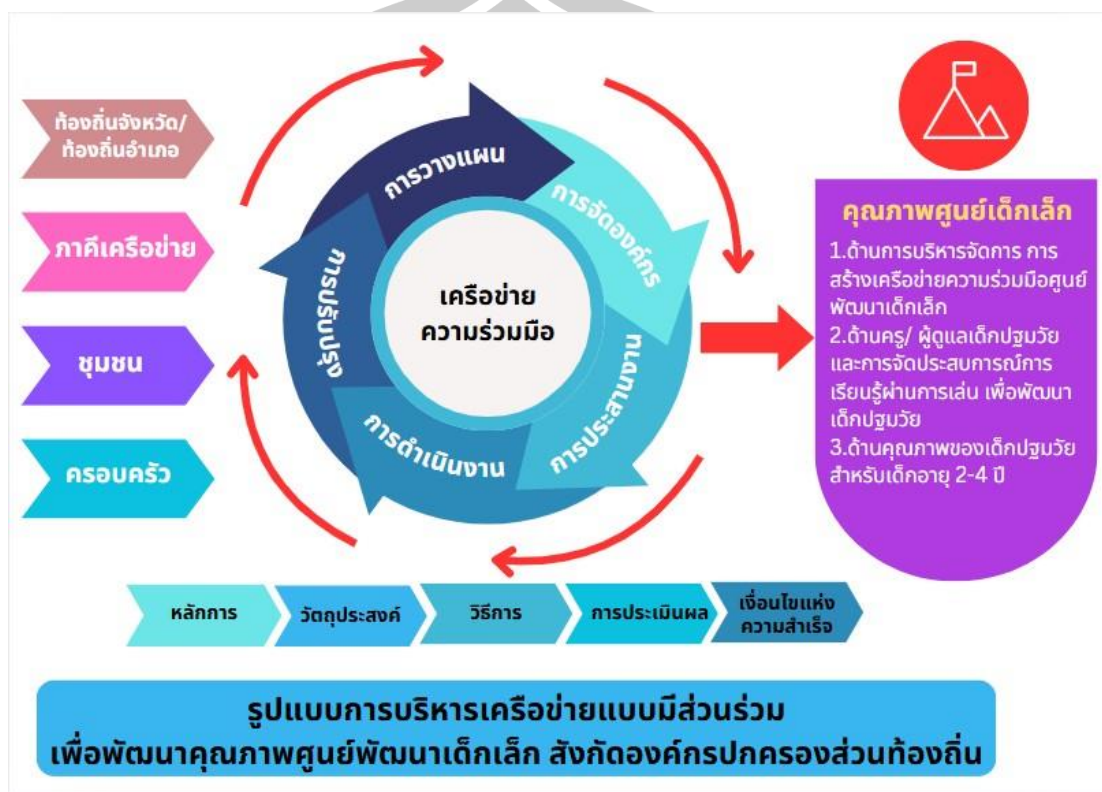 ท้องถิ่นจังหวัด/
ท้องถิ่นอำเภอ
ภาคีเครือข่าย
ชุมชน
ครอบครัว
การวางแผน
การจัดองค์กร
การประสานงาน
การดำเนินงาน
การปรับปรุง
เครือข่าย
ความร่วมมือ
คุณภาพศูนย์เด็กเล็ก
1.ด้านการบริหารจัดการ การ
สร้างเครือข่ายความร่วมมือศูนย์
พัฒนาเด็กเล็ก
2.ด้านครู/ ผู้ดูแลเด็กปฐมวัย
และการจัดประสบการณ์การ
เรียนรู้ผ่านการเล่น เพื่อพัฒนา
เด็กปฐมวัย
3.ด้านคุณภาพของเด็กปฐมวัย
สำหรับเด็กอายุ 2-4 ปี
หลักการ
วัตถุประสงค์
วิธีการ
การประเมินผล
เงื่อนไขแห่ง
ความสำเร็จ
รูปแบบการบริหารเครือข่ายแบบมีส่วนร่วม
เพื่อพัฒนาคุณภาพศูนย์พัฒนาเด็กเล็ก สังกัดองค์กรปกครองส่วนท้องถิ่น